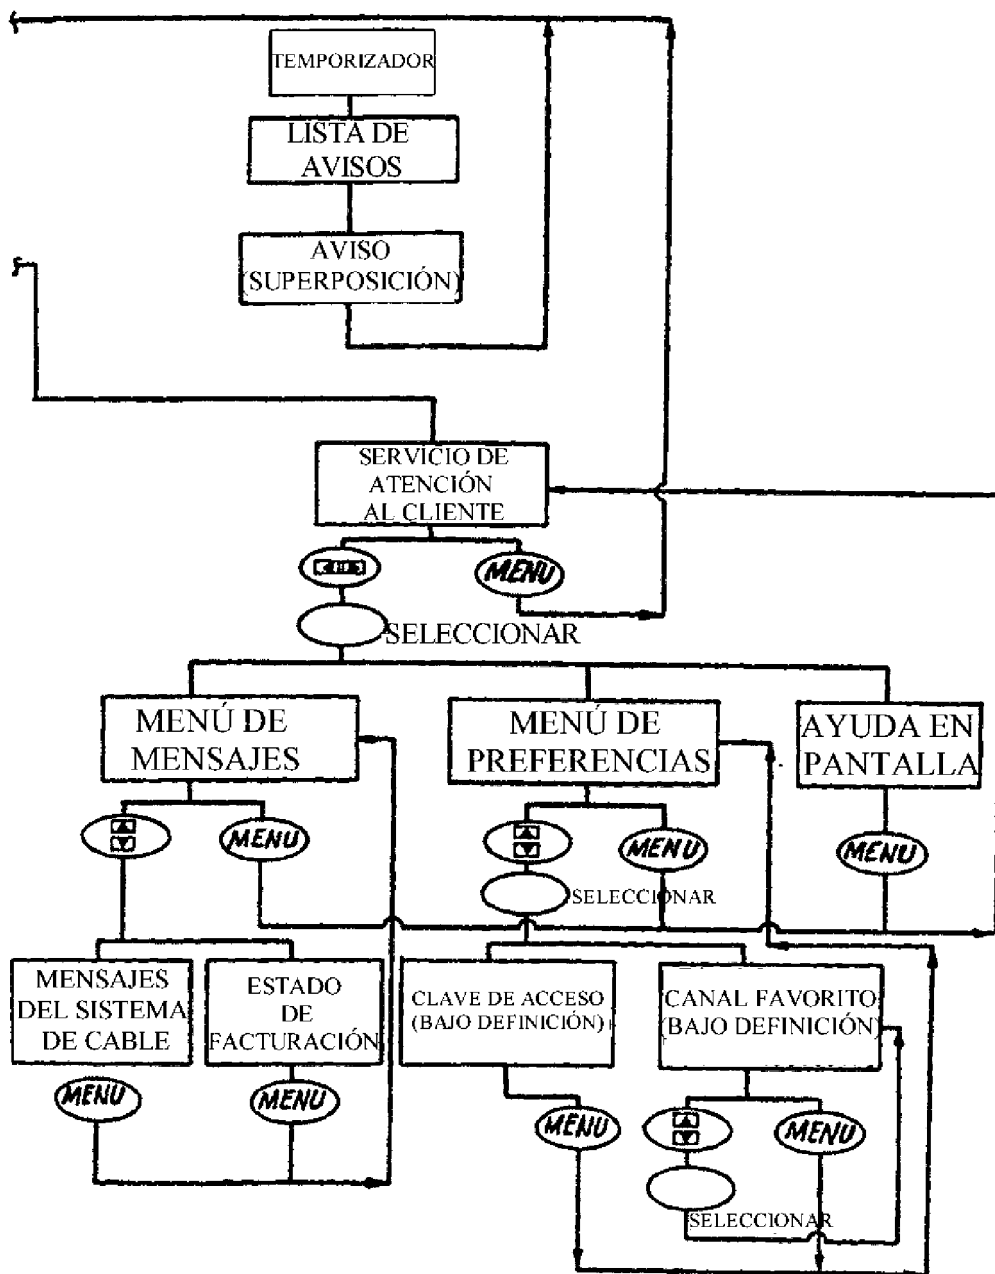 TEMPORIZADOR
LISTA DE
AVISOS
AVISO
(SUPERPOSICIÓN)
SERVICIO DE
ATENCIÓN
AL CLIENTE
MENU
SELECCIONAR
MENÚ DE
MENSAJES
MENÚ DE
PREFERENCIAS
AYUDA EN
PANTALLA
MENU
MENU
MENU
SELECCIONAR
MENSAJES
DEL SISTEMA
DE CABLE
ESTADO
DE
FACTURACIÓN
CLAVE DE ACCESO
(BAJO DEFINICIÓN)
CANAL FAVORITO
(BAJO DEFINICIÓN)
MENU
MENU
MENU
MENU
SELECCIONAR